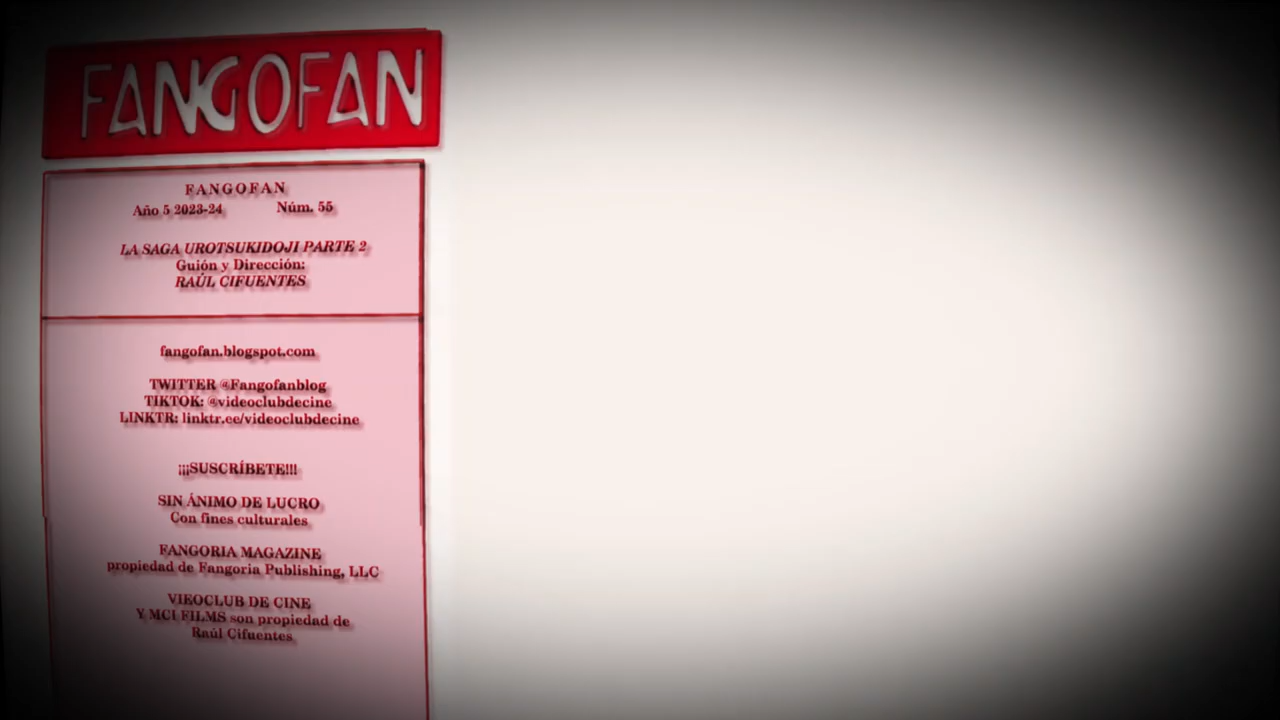 FANGOFAN
FANGOFAN
Año 5 2023-24 Núm. 55
LA SAGA UROTSUKIDOJI PARTE 2
Guión y Dirección:
RAÚL CIFUENTES
fangofan.blogspot.com
TWITTER @Fangofanblog
TIKTOK: @videoclubdecine
LINKTR: linktr.ee/videoclubdecine
¡¡¡SUSCRÍBETE!!!
SIN ÁNIMO DE LUCRO
Con fines culturales
FANGORIA MAGAZINE
propiedad de Fangoria Publishing, LLC
VIEOCLUB DE CINE
Y MCI FILMS son propiedad de
Raúl Cifuentes